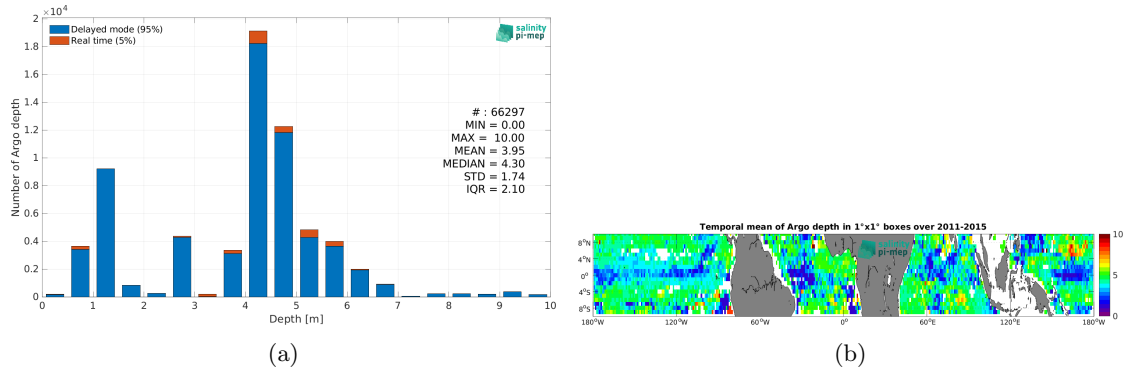 ×10⁴
2
1.8
1.6
1.4
1.2
1
0.8
0.6
0.4
0.2
0
Number of Argo depth
Delayed mode (95%)
Real time (5%)
salinity
pi-mep
# : 66297
MIN = 0.00
MAX = 10.00
MEAN = 3.95
MEDIAN = 4.30
STD = 1.74
IQR = 2.10
0 1 2 3 4 5 6 7 8 9 10
Depth [m]
(a)
Temporal mean of Argo depth in 1°x1° boxes over 2011-2015
8°N
4°N
0°
4°S
8°S
salinity
pi-mep
180°W 120°W 60°W 0° 60°E 120°E 180°W
10
5
0
(b)